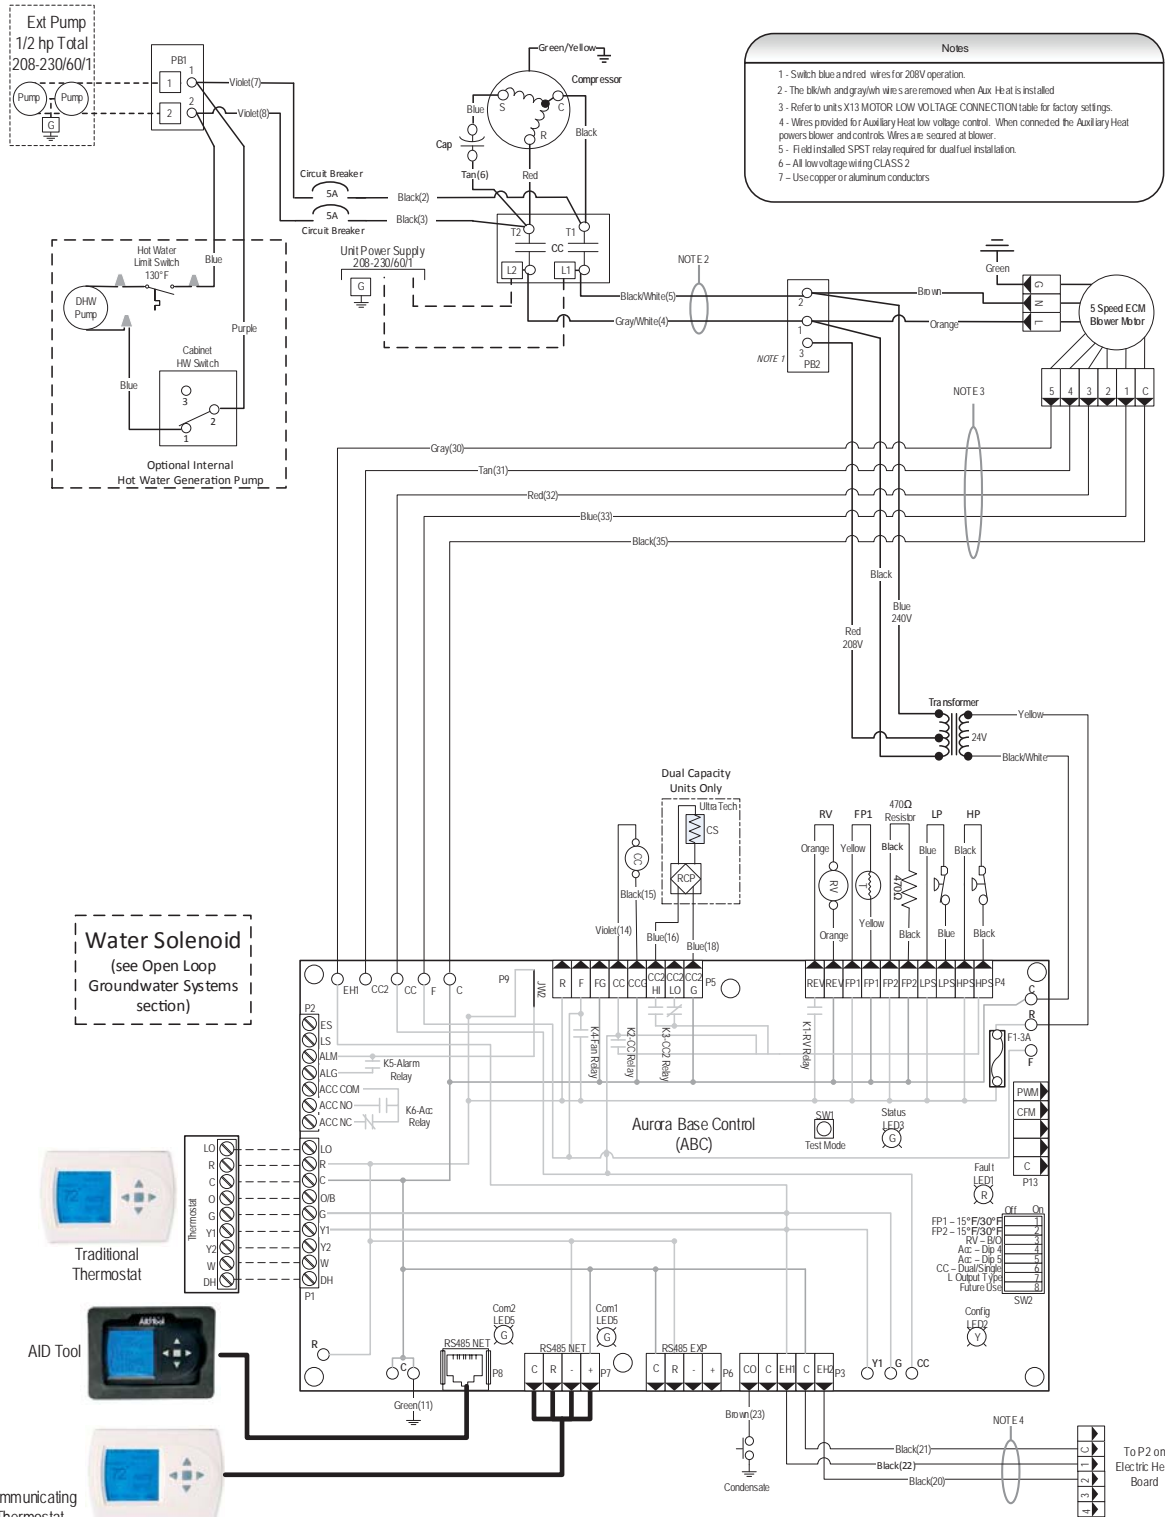 Ext Pump
1/2 hp Total
208-230/60/1
Pump
Pump
G
PB1
1
1
2
2
Violet(7)
Violet(8)
Green/Yellow
Compressor
S
C
R
Blue
Cap
Tan(6)
Red
Black
Circuit Breaker
5A
5A
Circuit Breaker
Black(2)
Black(3)
T2
T1
CC
L2
L1
Unit Power Supply
208-230/60/1
G
Notes
1 - Switch blue and red wires for 208V operation.
2 - The blk/wh and gray/wh wires are removed when Aux Heat is installed
3 - Refer to units X13 MOTOR LOW VOLTAGE CONNECTION table for factory settings.
4 - Wires provided for Auxiliary Heat low voltage control. When connected the Auxiliary Heat
powers blower and controls. Wires are secured at blower.
5 - Field installed SPST relay required for dual fuel installation.
6 – All low voltage wiring CLASS 2
7 – Use copper or aluminum conductors
Hot Water
Limit Switch
130°F
DHW
Pump
Blue
Purple
Blue
Cabinet
HW Switch
3
2
1
Optional Internal
Hot Water Generation Pump
NOTE 2
Black/White(5)
Gray/White(4)
2
1
3
PB2
NOTE 1
Green
Brown
Orange
G
N
L
5 Speed ECM
Blower Motor
5
4
3
2
1
C
NOTE 3
Gray(30)
Tan(31)
Red(32)
Blue(33)
Black(35)
Black
Blue
240V
Red
208V
Transformer
24V
Yellow
Black/White
Dual Capacity
Units Only
Ultra Tech
CS
RCP
CC
Black(15)
Violet(14)
Blue(16)
Blue(18)
RV
FP1
470Ω
Resistor
LP
HP
Orange
Yellow
Black
Blue
Black
RV
T
470Ω
Orange
Yellow
Black
Blue
Black
Water Solenoid
(see Open Loop
Groundwater Systems
section)
EH1
CC2
CC
F
C
P9
JW2
R
F
FG
CC
CCG
CC2
HI
CC2
LO
CC2
G
P5
REV
REV
FP1
FP1
FP2
FP2
LPS
LPS
HPS
HPS
P4
C
R
F1-3A
F
P2
ES
LS
ALM
ALG
ACC COM
ACC NO
ACC NC
K5-Alarm
Relay
K6-Acc
Relay
K4-Fan Relay
K2-CC Relay
K3-CC2 Relay
K1-RV Relay
Aurora Base Control
(ABC)
SW1
Test Mode
Status
LED3
G
PWM
CFM
C
P13
Fault
LED1
R
Off
On
FP1 – 15°F/30°F
1
FP2 – 15°F/30°F
2
RV – B/O
3
Acc – Dip 4
4
Acc – Dip 5
5
CC – Dual/Single
6
L Output Type
7
Future Use
8
SW2
Config
LED2
Y
Thermostat
LO
R
C
O
G
Y1
Y2
W
DH
LO
R
C
O/B
G
Y1
Y2
W
DH
P1
Traditional
Thermostat
72
AID Tool
R
C
Green(11)
RS485 NET
P8
Com2
LED5
G
RS485 NET
C
R
-
+
P7
Com1
LED5
G
RS485 EXP
C
R
-
+
P6
CO
C
EH1
C
EH2
P3
Y1
G
CC
Brown(23)
Condensate
NOTE 4
Black(21)
Black(22)
Black(20)
C
1
2
3
4
To P2 on
Electric He
Board
72
mmunicating